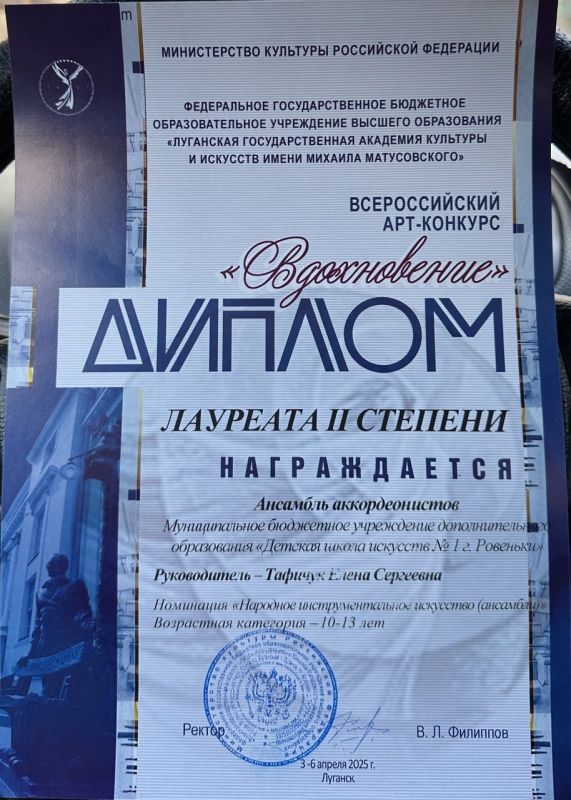 МИНИСТЕРСТВО КУЛЬТУРЫ РОССИЙСКОЙ ФЕДЕРАЦИИ
ФЕДЕРАЛЬНОЕ ГОСУДАРСТВЕННОЕ БЮДЖЕТНОЕ
ОБРАЗОВАТЕЛЬНОЕ УЧРЕЖДЕНИЕ ВЫСШЕГО ОБРАЗОВАНИЯ
«ЛУГАНСКАЯ ГОСУДАРСТВЕННАЯ АКАДЕМИЯ КУЛЬТУРЫ
И ИСКУССТВ ИМЕНИ МИХАИЛА МАТУСОВСКОГО»
ВСЕРОССИЙСКИЙ
АРТ-КОНКУРС
«Вдохновение»
ДИПЛОМ
ЛАУРЕАТА II СТЕПЕНИ
НАГРАЖДАЕТСЯ
Ансамбль аккордеонистов
Муниципальное бюджетное учреждение дополнительного
образования «Детская школа искусств № 1 г. Ровеньки»
Руководитель – Тафичук Елена Сергеевна
Номинация «Народное инструментальное искусство (ансамбли)»
Возрастная категория – 10-13 лет
Ректор
В. Л. Филиппов
3 -6 апреля 2025 г.
Луганск